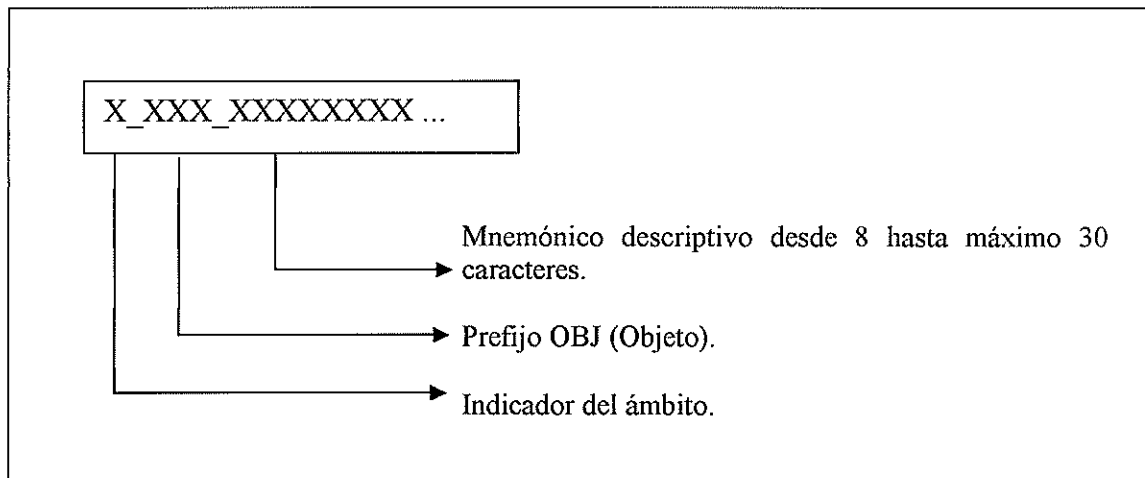 X_XXX_XXXXXXXX ...
Mnemónico descriptivo desde 8 hasta máximo 30
caracteres.
Prefijo OBJ (Objeto).
Indicador del ámbito.